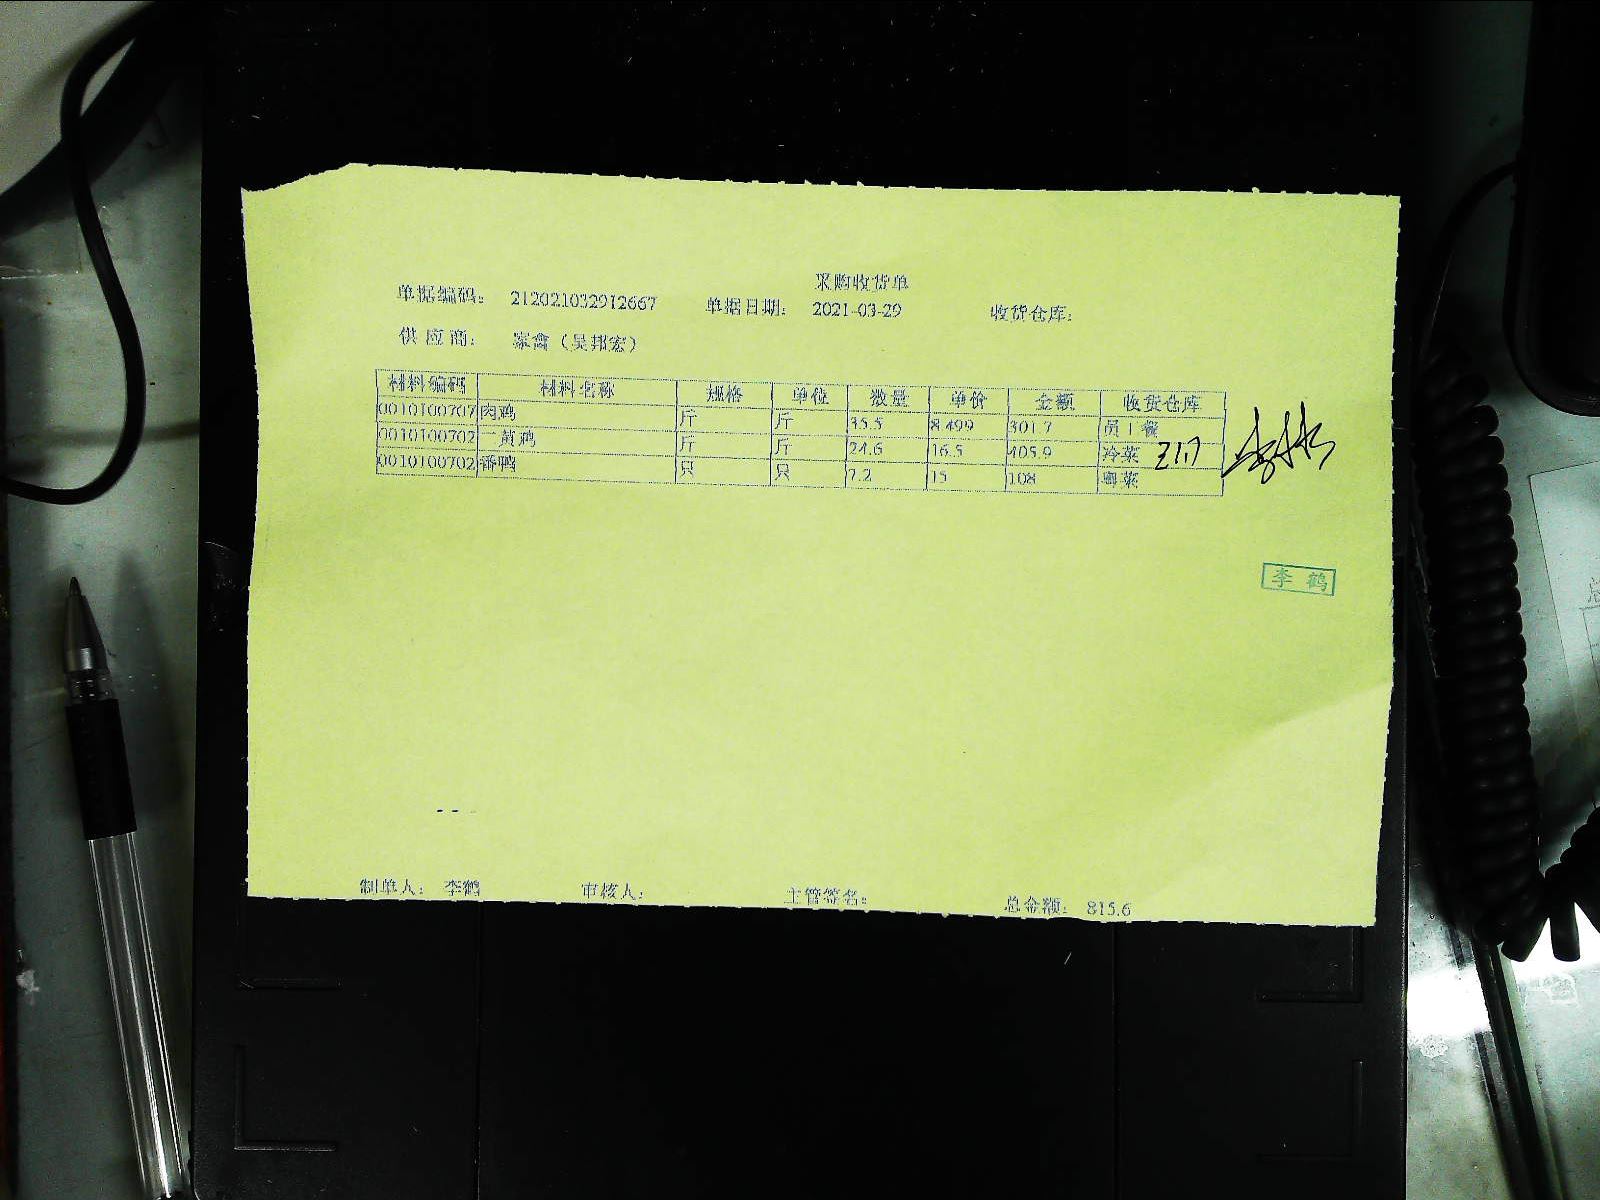 采购收货单
单据编码： 212021032912667 单据日期： 2021-03-29 收货仓库：
供 应 商： 家禽（吴邦宏）
材料编码 材料名称 规格 单位 数量 单价 金额 收货仓库
0010100707 肉鸡 斤 斤 35.5 8.499 301.7 员工餐
0010100702 二黄鸡 斤 斤 24.6 16.5 405.9 冷菜
0010100702 番鸭 只 只 7.2 15 108 粤菜
李 鹤
制单人： 李鹤 审核人： 主管签名： 总金额： 815.6